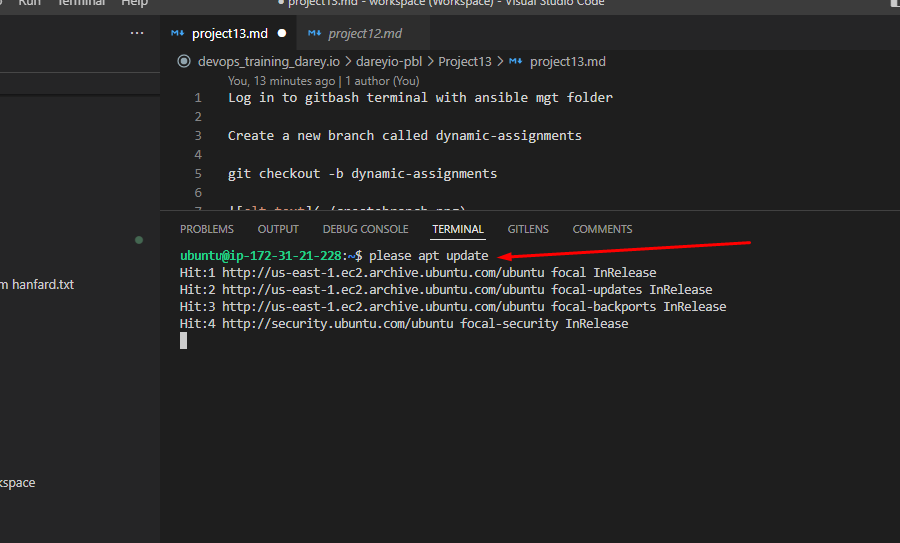 Run Terminal Help project13.md - workspace (Workspace) - Visual Studio Code
project13.md project12.md
devops_training_darey.io > dareyio-pbl > Project13 > project13.md
You, 13 minutes ago | 1 author (You)
1 Log in to gitbash terminal with ansible mgt folder
2
3 Create a new branch called dynamic-assignments
4
5 git checkout -b dynamic-assignments
6
7 ![alt text](./createbranch.png)
PROBLEMS OUTPUT DEBUG CONSOLE TERMINAL GITLENS COMMENTS
ubuntu@ip-172-31-21-228:~$ please apt update
Hit:1 http://us-east-1.ec2.archive.ubuntu.com/ubuntu focal InRelease
Hit:2 http://us-east-1.ec2.archive.ubuntu.com/ubuntu focal-updates InRelease
Hit:3 http://us-east-1.ec2.archive.ubuntu.com/ubuntu focal-backports InRelease
Hit:4 http://security.ubuntu.com/ubuntu focal-security InRelease
m hanfard.txt
kspace